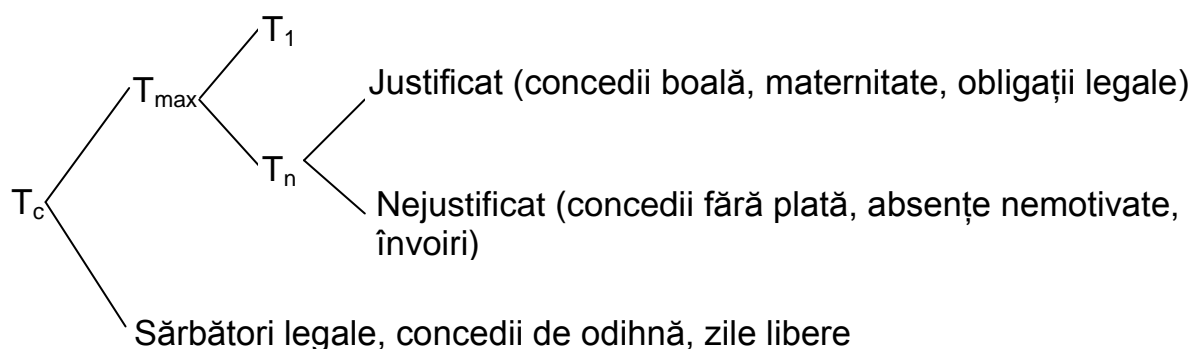 T₁
Justificat (concedii boală, maternitate, obligații legale)
Tmax
Tn
Tc
Nejustificat (concedii fără plată, absențe nemotivate,
învoiri)
Sărbători legale, concedii de odihnă, zile libere